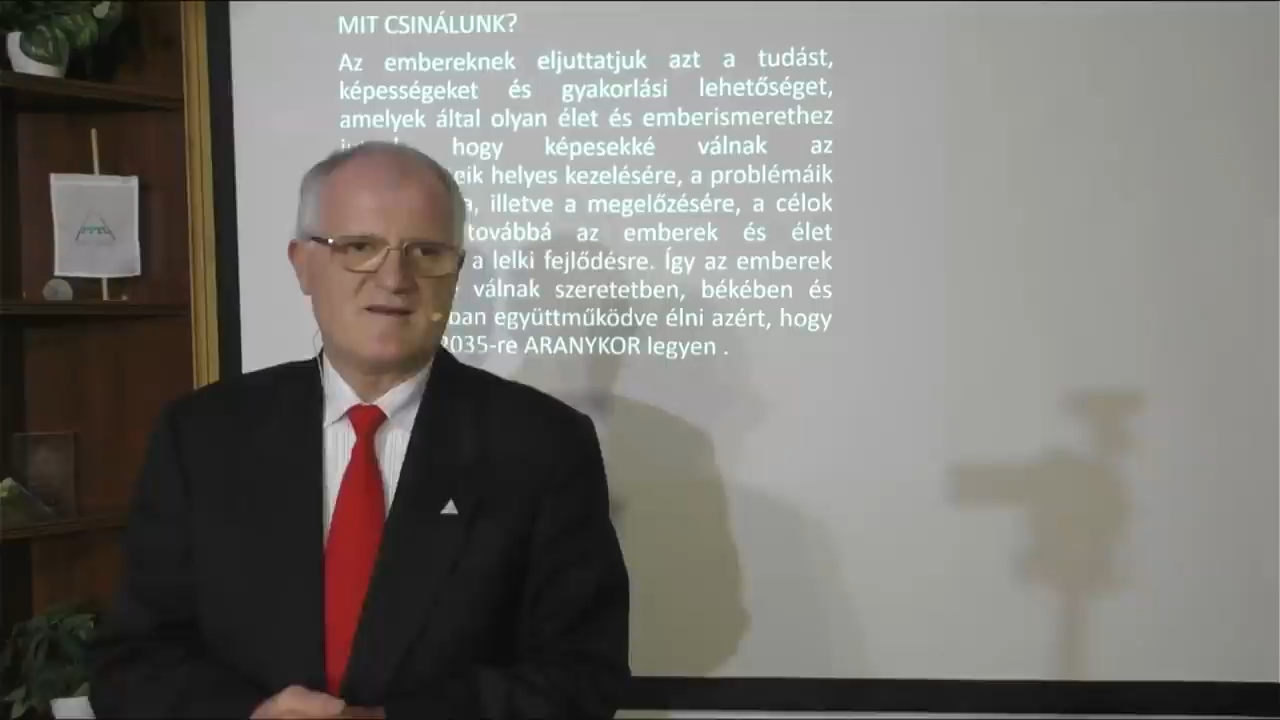 MIT CSINÁLUNK?
Az embereknek eljuttatjuk azt a tudást,
képességeket és gyakorlási lehetőséget,
amelyek által olyan élet és emberismerethez
hogy képesekké válnak az
helyes kezelésére, a problémáik
illetve a megelőzésére, a célok
továbbá az emberek és élet
a lelki fejlődésre. Így az emberek
válnak szeretetben, békében és
együttműködve élni azért, hogy
2035-re ARANYKOR legyen .